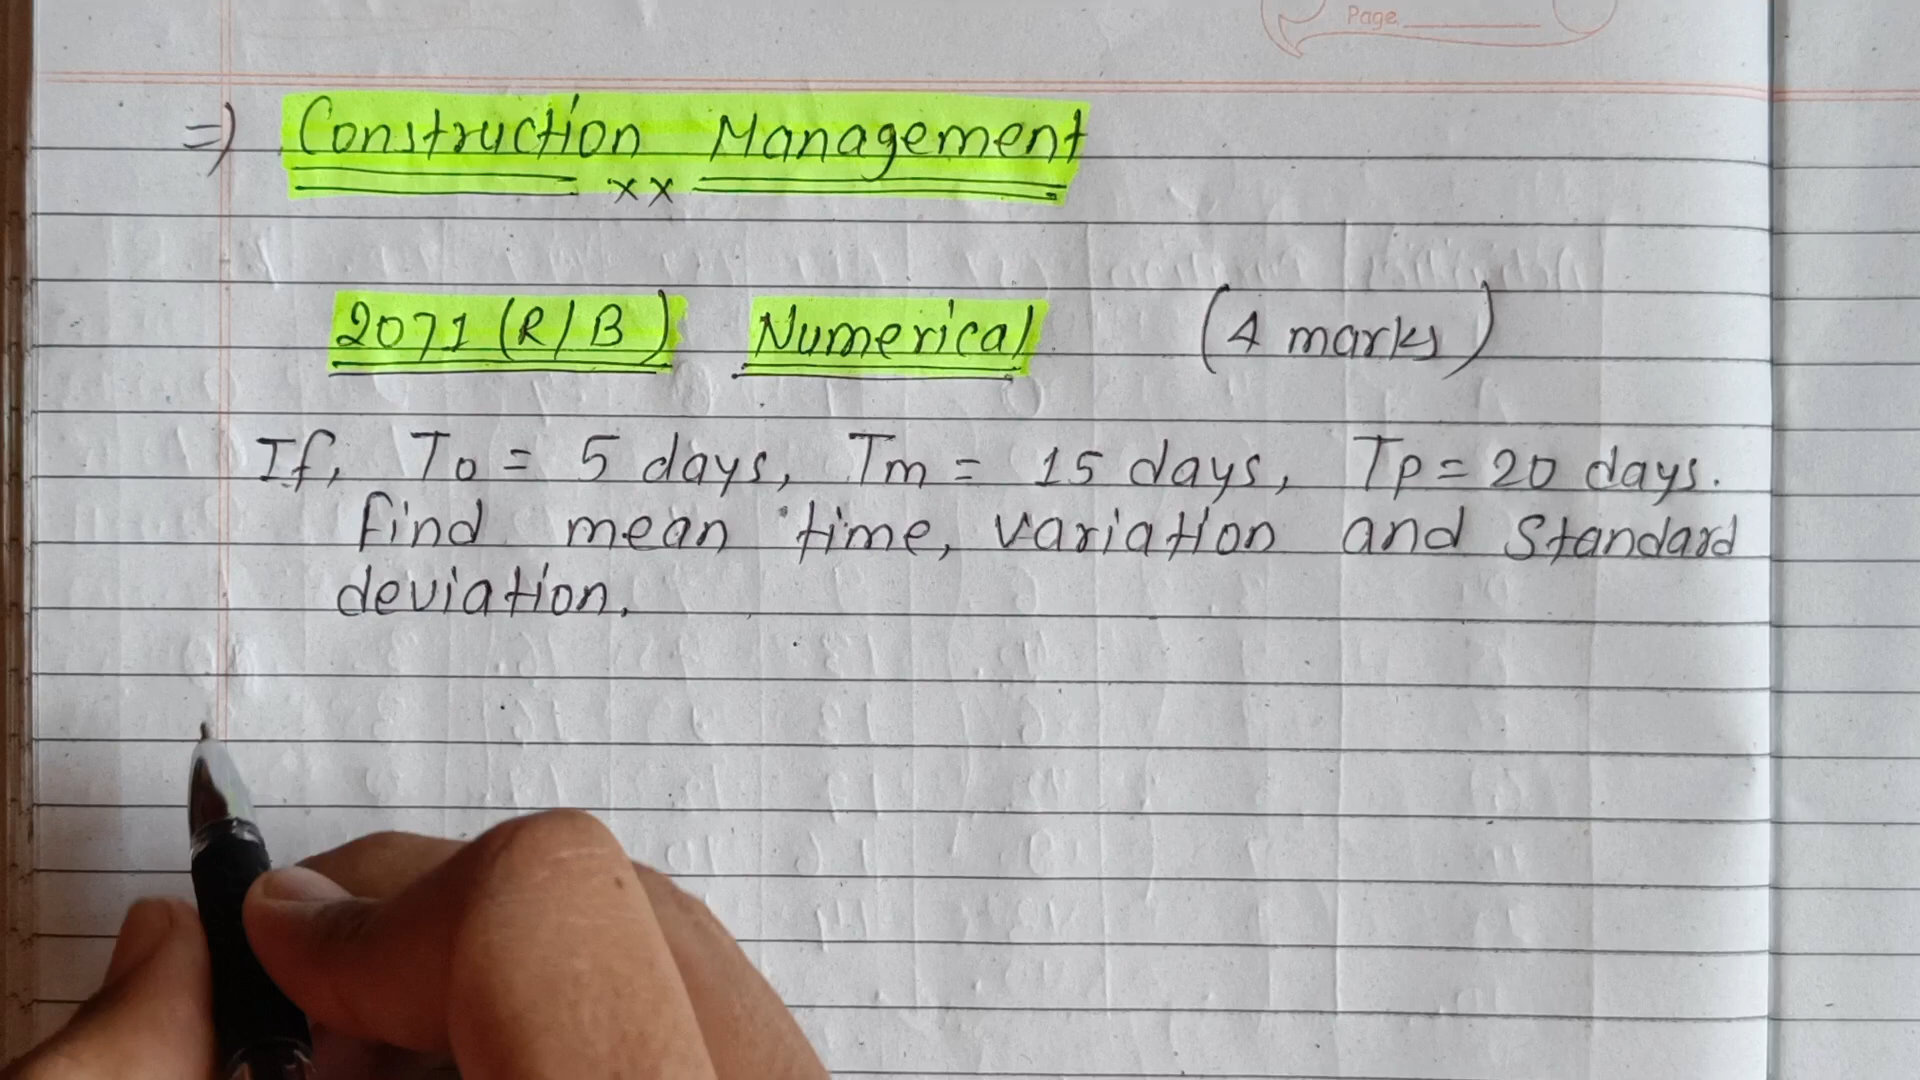 Page
=) Construction Management
xx
2071 (R/B) Numerical (4 marks)
If, To = 5 days, Tm = 15 days, Tp = 20 days.
find mean time, variation and Standard
deviation.